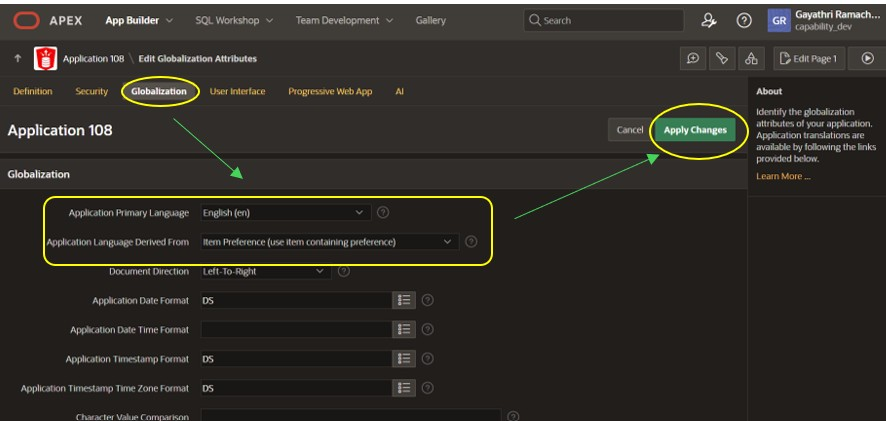 APEX App Builder SQL Workshop Team Development Gallery Search GR Gayathri Ramach...
capability_dev
Application 108 \ Edit Globalization Attributes Edit Page 1
Definition Security Globalization User Interface Progressive Web App AI
About
Application 108 Cancel Apply Changes
Identify the globalization
attributes of your application.
Application translations are
available by following the links
provided below.
Learn More ...
Globalization
Application Primary Language English (en)
Application Language Derived From Item Preference (use item containing preference)
Document Direction Left-To-Right
Application Date Format DS
Application Date Time Format
Application Timestamp Format DS
Application Timestamp Time Zone Format DS
Character Value Comparison